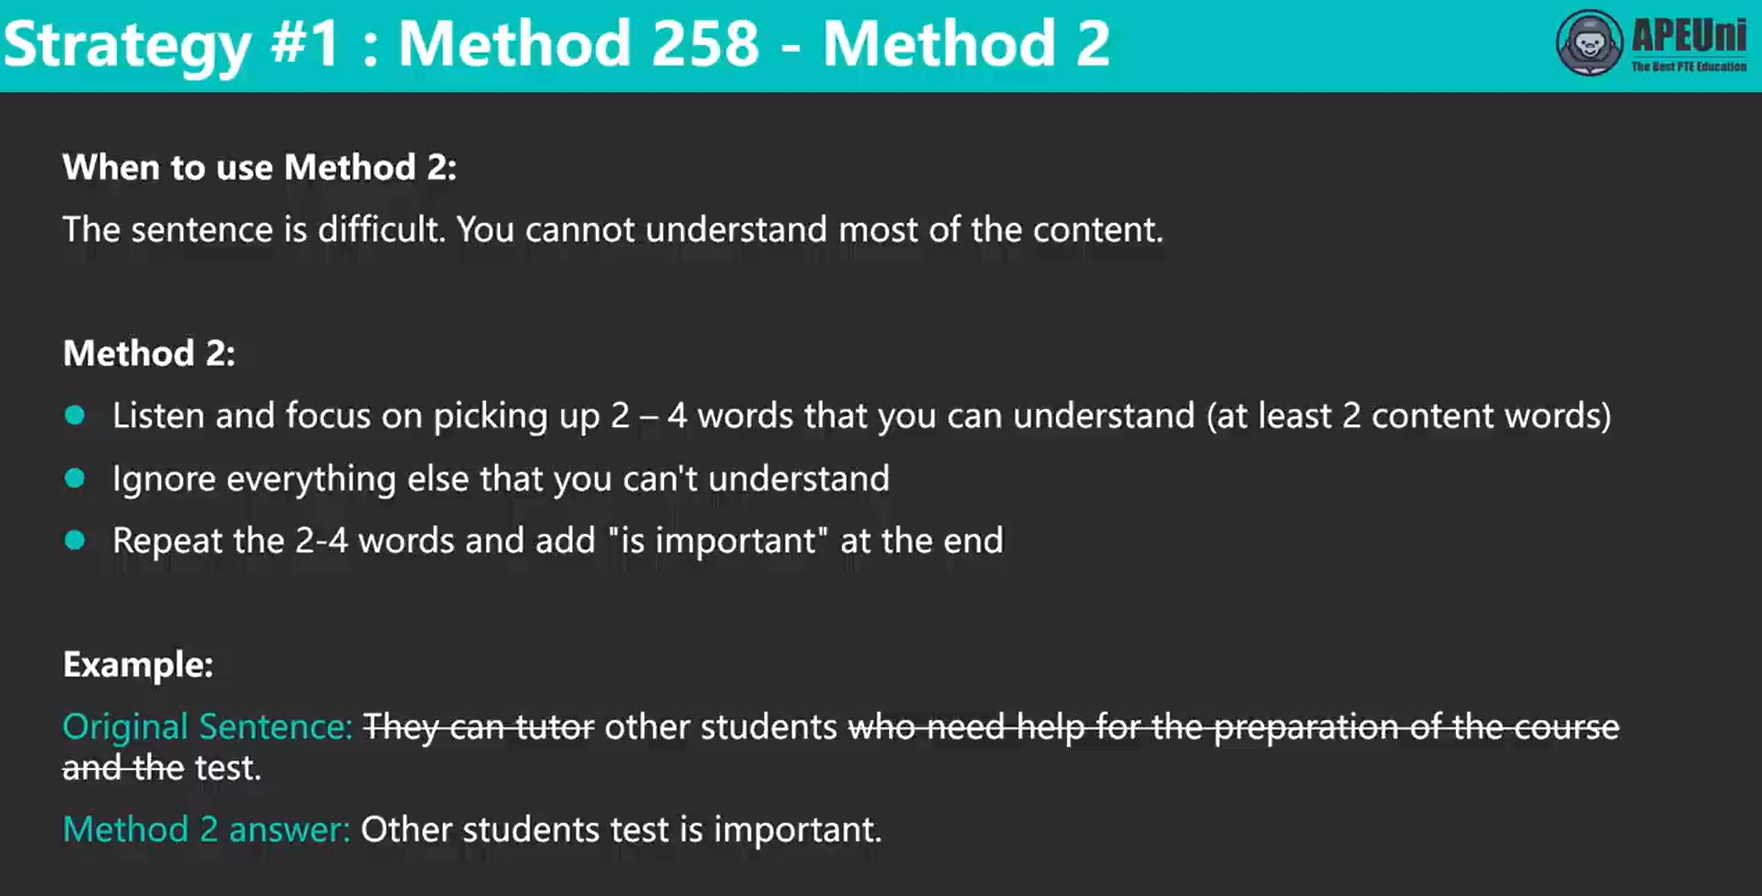 Strategy #1 : Method 258 - Method 2
APEUni
The Best PTE Education
When to use Method 2:
The sentence is difficult. You cannot understand most of the content.
Method 2:
Listen and focus on picking up 2 – 4 words that you can understand (at least 2 content words)
Ignore everything else that you can't understand
Repeat the 2-4 words and add "is important" at the end
Example:
Original Sentence: They can tutor other students who need help for the preparation of the course
and the test.
Method 2 answer: Other students test is important.